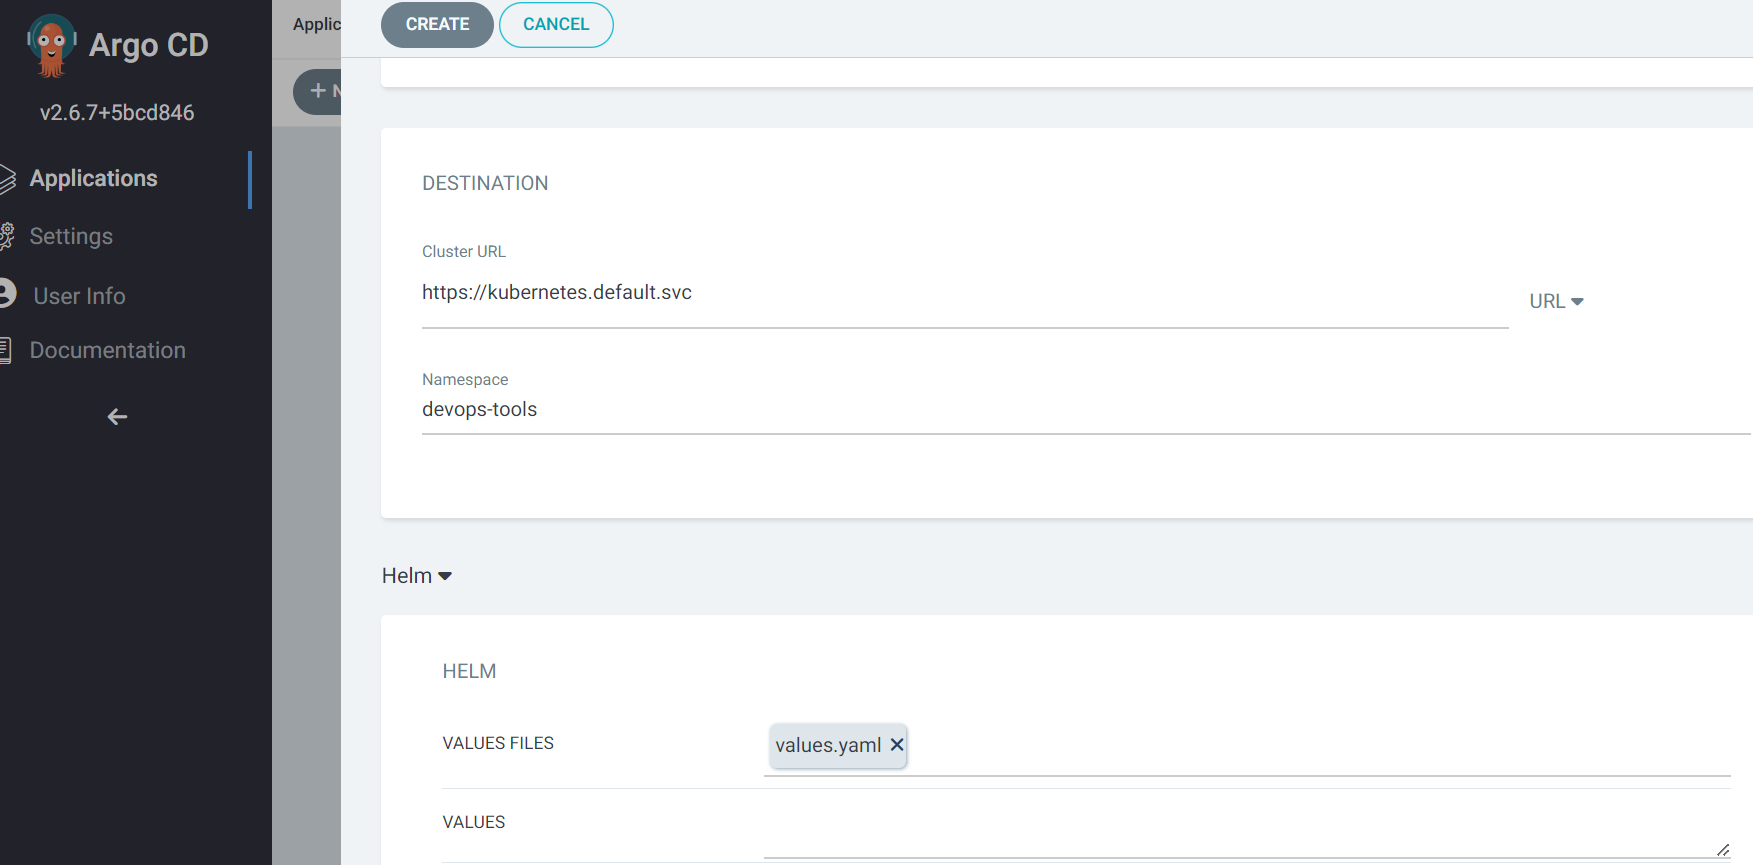 Argo CD
v2.6.7+5bcd846
Applications
Settings
User Info
Documentation
Applic
+ N
CREATE
CANCEL
DESTINATION
Cluster URL
https://kubernetes.default.svc
URL
Namespace
devops-tools
Helm
HELM
VALUES FILES
values.yaml
VALUES